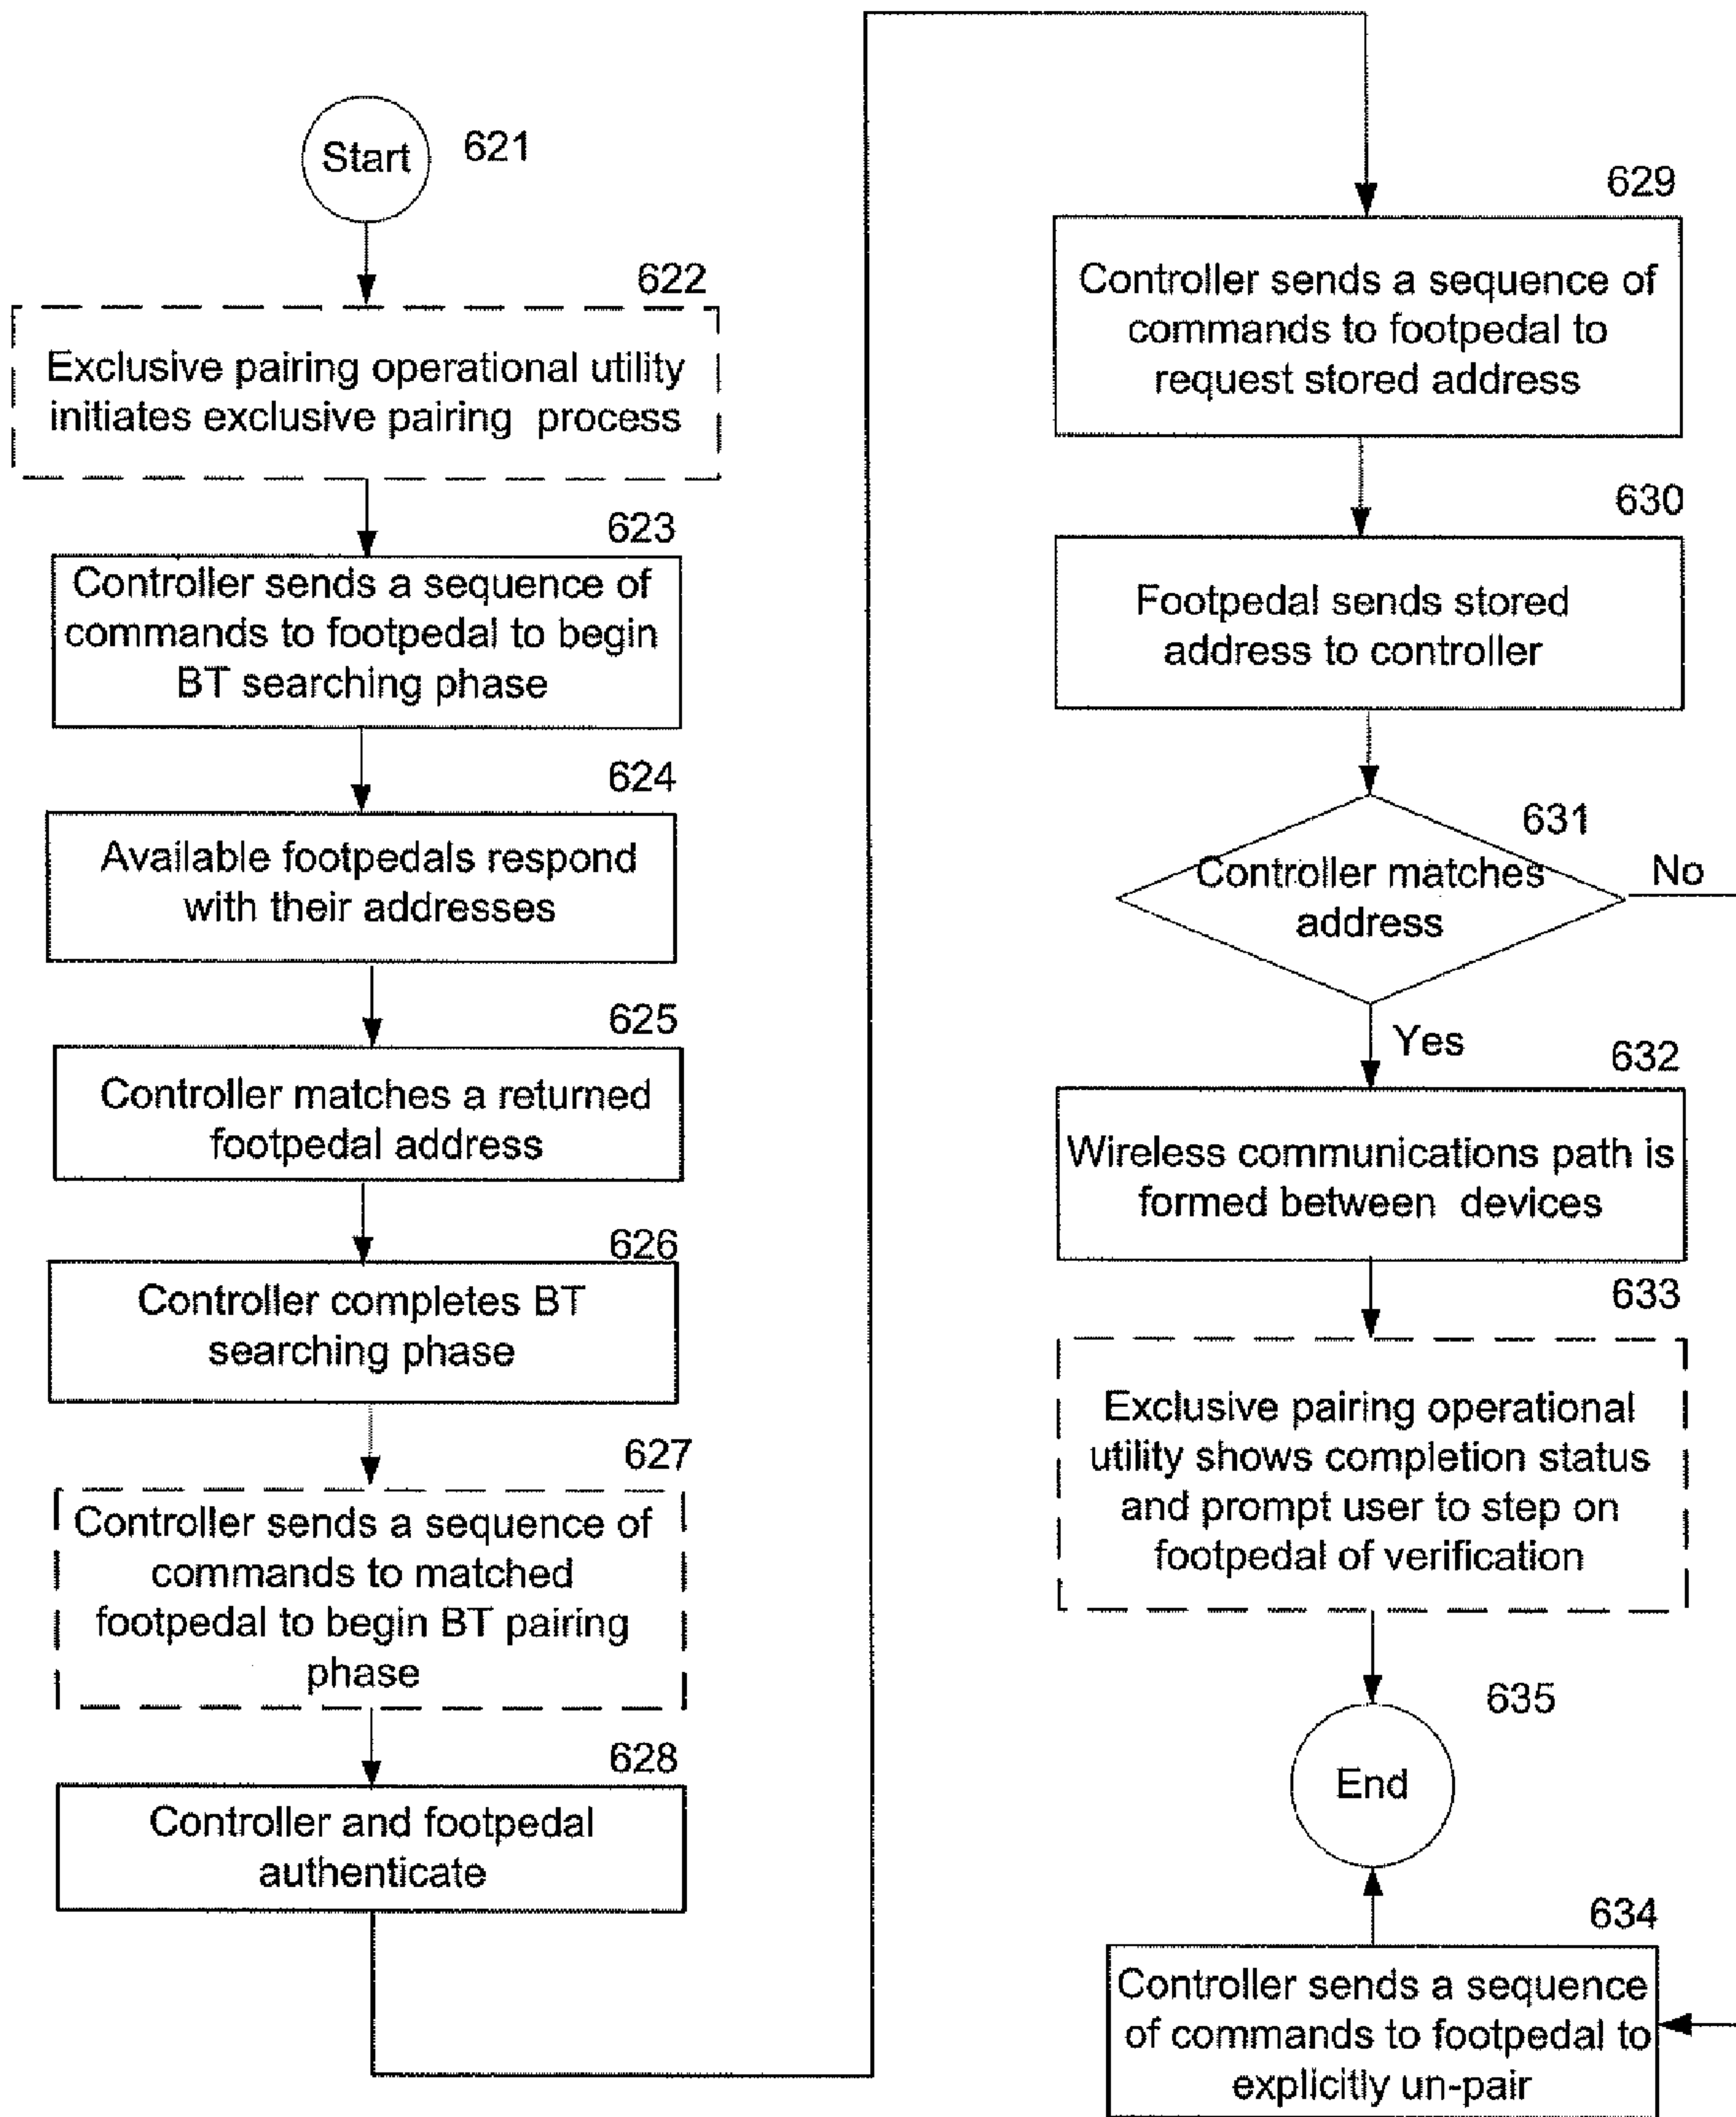 Start
621
622
Exclusive pairing operational utility
initiates exclusive pairing process
623
Controller sends a sequence of
commands to footpedal to begin
BT searching phase
624
Available footpedals respond
with their addresses
625
Controller matches a returned
footpedal address
626
Controller completes BT
searching phase
627
Controller sends a sequence of
commands to matched
footpedal to begin BT pairing
phase
628
Controller and footpedal
authenticate
629
Controller sends a sequence of
commands to footpedal to
request stored address
630
Footpedal sends stored
address to controller
631
Controller matches
address
No
Yes
632
Wireless communications path is
formed between devices
633
Exclusive pairing operational
utility shows completion status
and prompt user to step on
footpedal of verification
635
End
634
Controller sends a sequence
of commands to footpedal to
explicitly un-pair